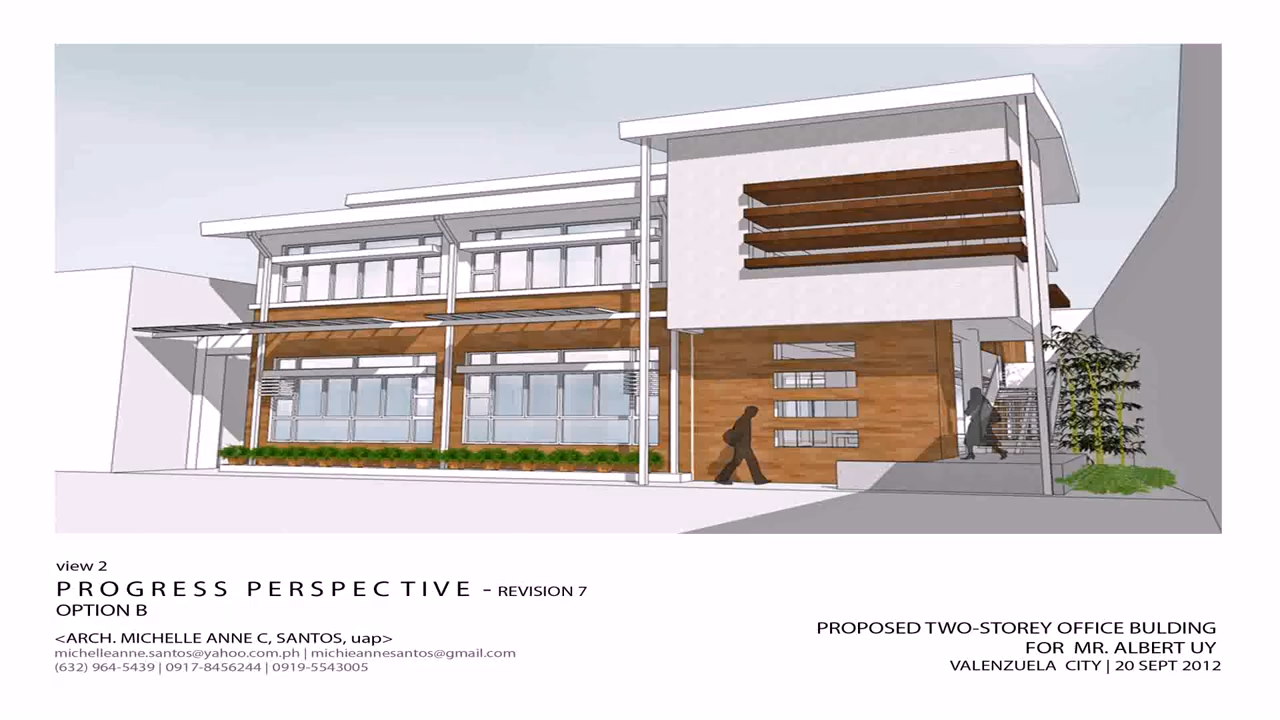 view 2
PROGRESS PERSPECTIVE - REVISION 7
OPTION B
<ARCH. MICHELLE ANNE C, SANTOS, uap>
michelleanne.santos@yahoo.com.ph | michieannesantos@gmail.com
(632) 964-5439 | 0917-8456244 | 0919-5543005
PROPOSED TWO-STOREY OFFICE BULDING
FOR MR. ALBERT UY
VALENZUELA CITY | 20 SEPT 2012